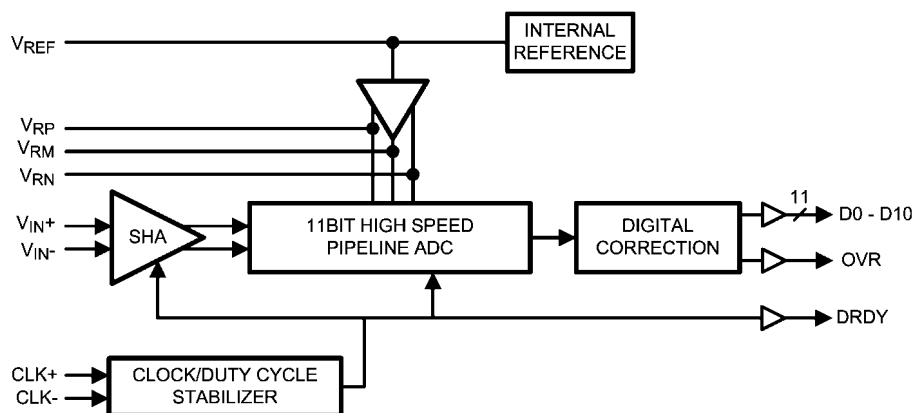 INTERNAL
REFERENCE
VREF
VRP
VRM
VRN
VIN+
VIN-
SHA
11BIT HIGH SPEED
PIPELINE ADC
DIGITAL
CORRECTION
11
D0 - D10
OVR
DRDY
CLK+
CLK-
CLOCK/DUTY CYCLE
STABILIZER